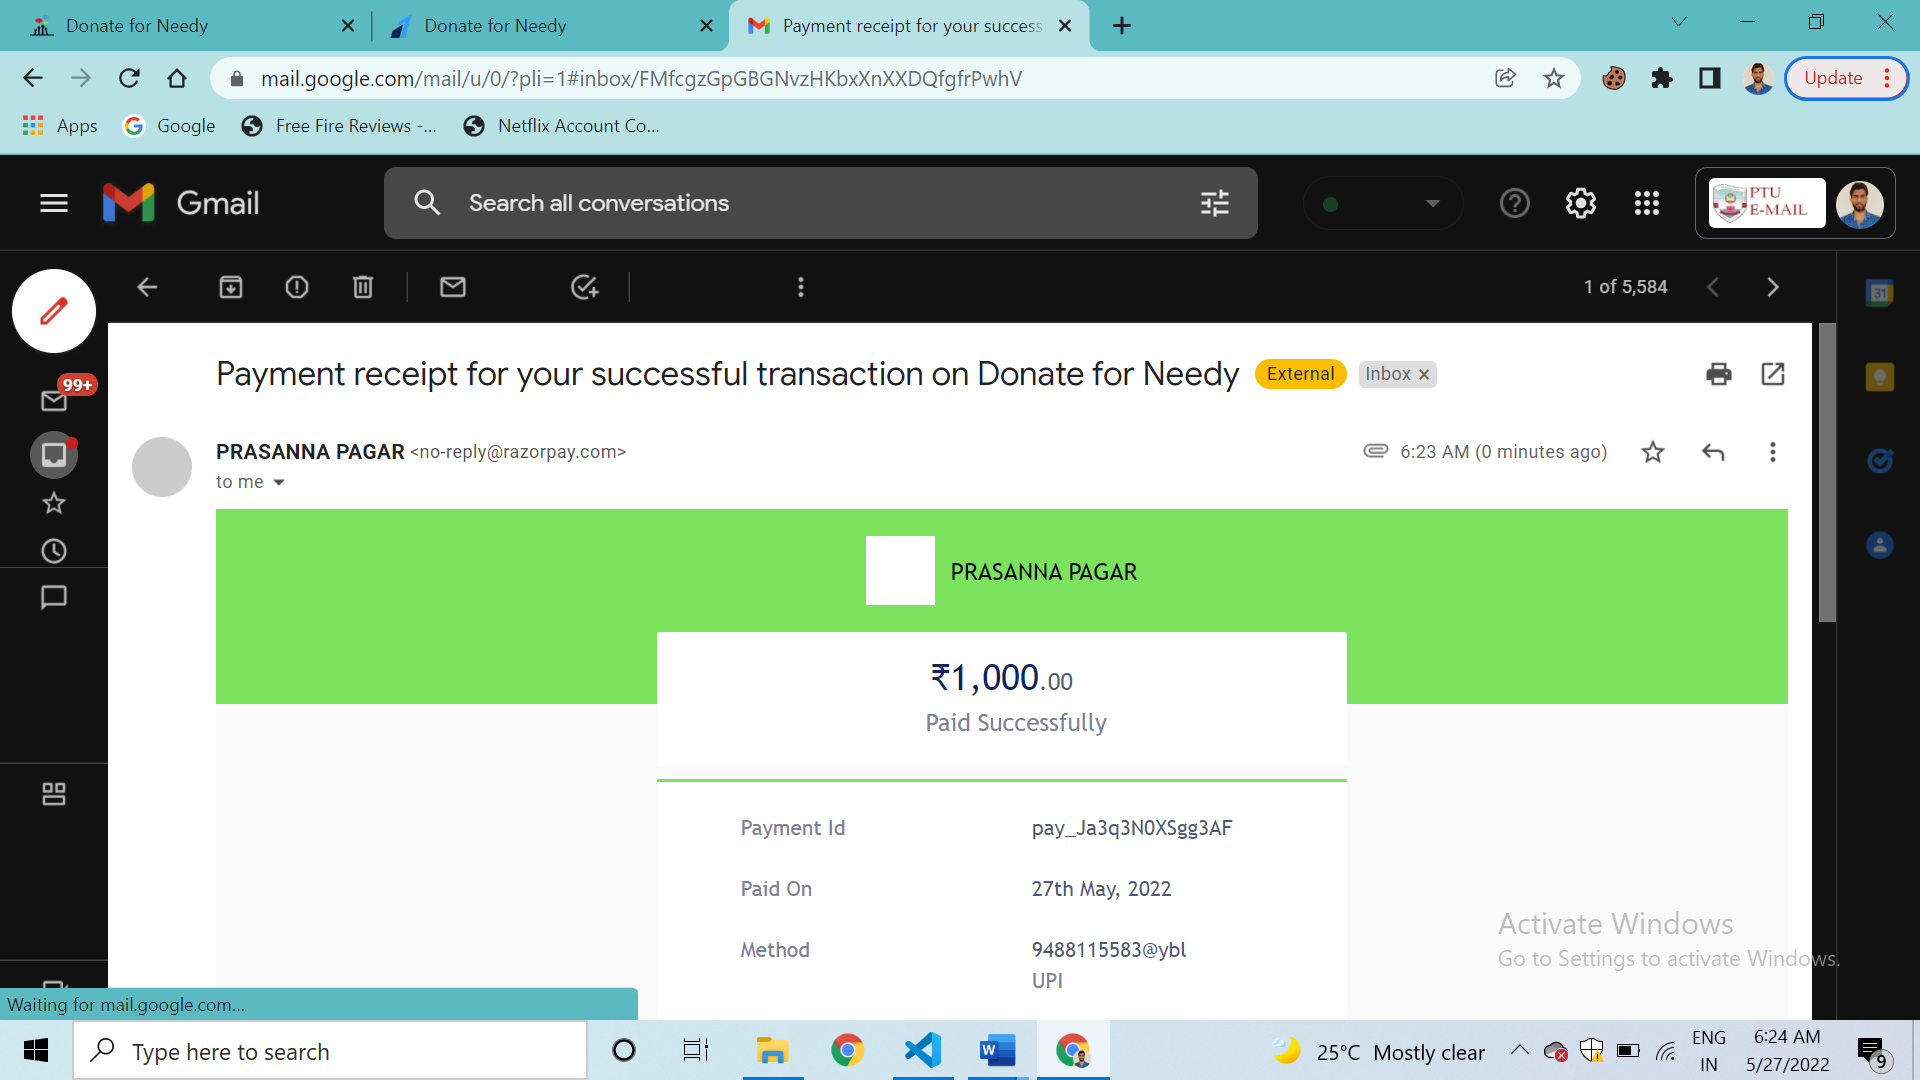 Donate for Needy
Donate for Needy
Payment receipt for your success
mail.google.com/mail/u/0/?pli=1#inbox/FMfcgzGpGBGNvzHKbxXnXXDQfgfrPwhV
Update
Apps
Google
Free Fire Reviews -...
Netflix Account Co...
Gmail
Search all conversations
PTU
E-MAIL
1 of 5,584
99+
Payment receipt for your successful transaction on Donate for Needy
External
Inbox
PRASANNA PAGAR <no-reply@razorpay.com>
6:23 AM (0 minutes ago)
to me
31
PRASANNA PAGAR
₹1,000.00
Paid Successfully
Payment Id pay_Ja3q3N0XSgg3AF
Paid On 27th May, 2022
Method 9488115583@ybl
UPI
Activate Windows
Go to Settings to activate Windows.
Waiting for mail.google.com...
Type here to search
W
25°C Mostly clear
ENG
IN
6:24 AM
5/27/2022
9